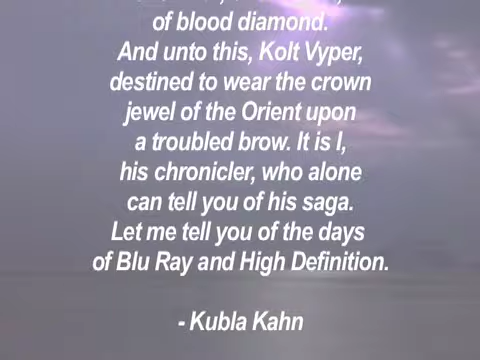 of blood diamond.
And unto this, Kolt Vyper,
destined to wear the crown
jewel of the Orient upon
a troubled brow. It is I,
his chronicler, who alone
can tell you of his saga.
Let me tell you of the days
of Blu Ray and High Definition.
- Kubla Kahn